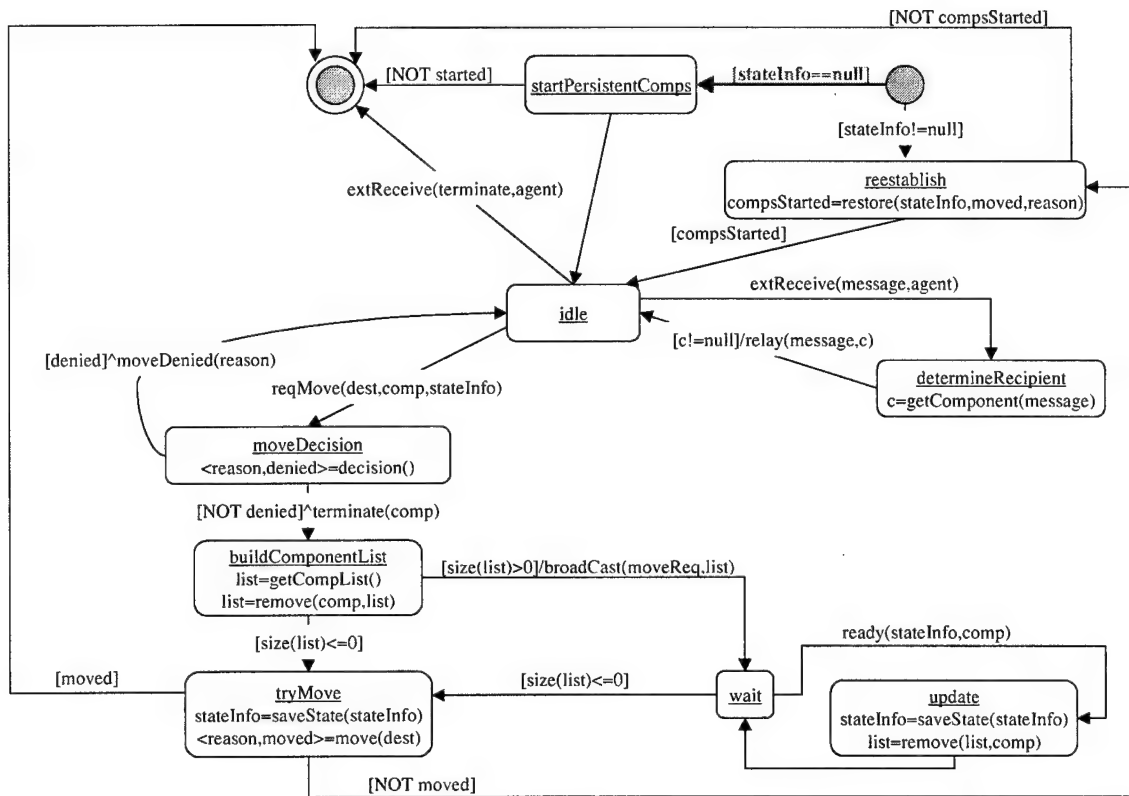 [NOT compsStarted]
[NOT started]
startPersistentComps
[stateInfo==null]
[stateInfo!=null]
reestablish
compsStarted=restore(stateInfo,moved,reason)
extReceive(terminate,agent)
[compsStarted]
idle
extReceive(message,agent)
[c!=null]/relay(message,c)
determineRecipient
c=getComponent(message)
[denied]^moveDenied(reason)
reqMove(dest,comp,stateInfo)
moveDecision
<reason,denied>=decision()
[NOT denied]^terminate(comp)
buildComponentList
list=getCompList()
list=remove(comp,list)
[size(list)>0]/broadCast(moveReq,list)
[size(list)<=0]
ready(stateInfo,comp)
[moved]
tryMove
stateInfo=saveState(stateInfo)
<reason,moved>=move(dest)
[size(list)<=0]
wait
update
stateInfo=saveState(stateInfo)
list=remove(list,comp)
[NOT moved]